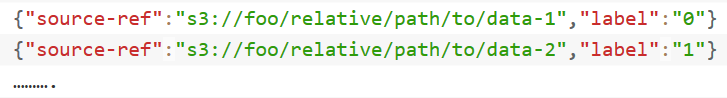 {"source-ref":"s3://foo/relative/path/to/data-1","label":"0"}
{"source-ref":"s3://foo/relative/path/to/data-2","label":"1"}
……….